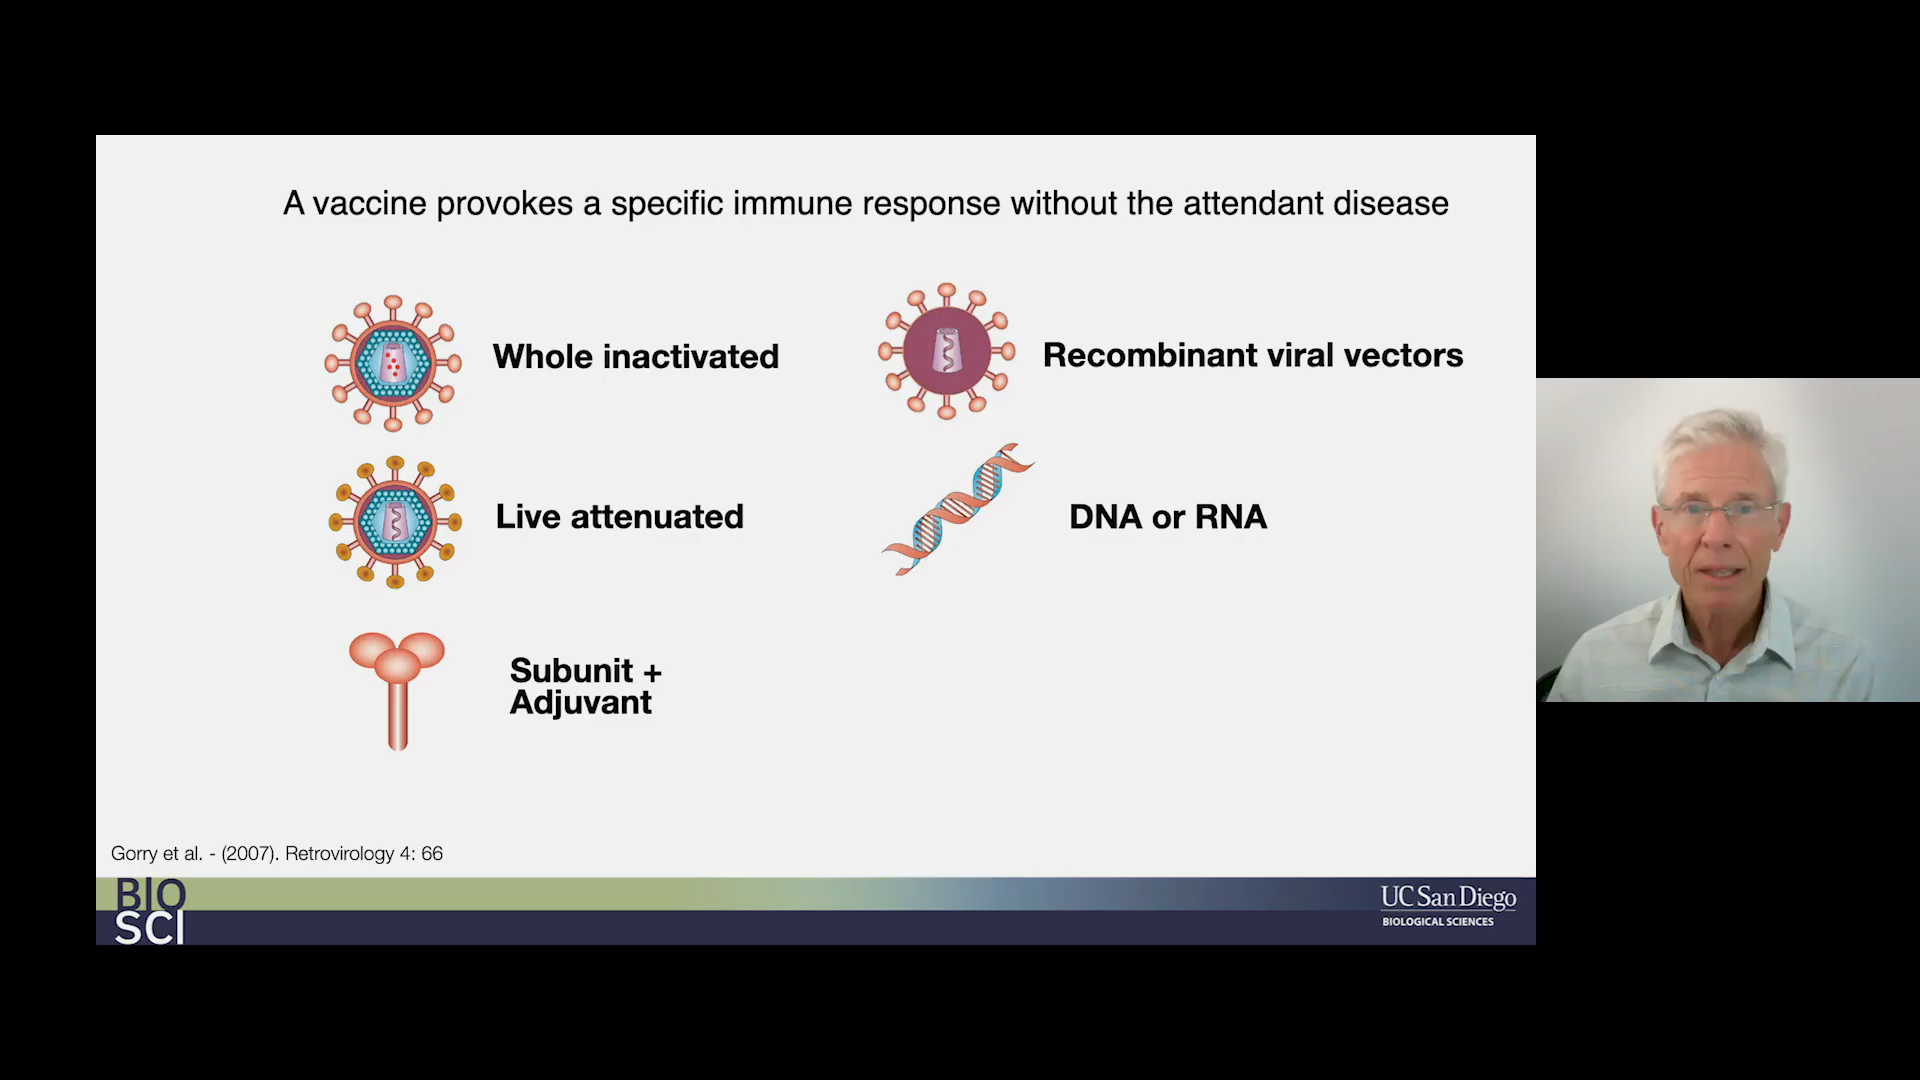 A vaccine provokes a specific immune response without the attendant disease
Whole inactivated
Recombinant viral vectors
Live attenuated
DNA or RNA
Subunit +
Adjuvant
Gorry et al. - (2007). Retrovirology 4: 66
BIO
SCI
UC San Diego
BIOLOGICAL SCIENCES